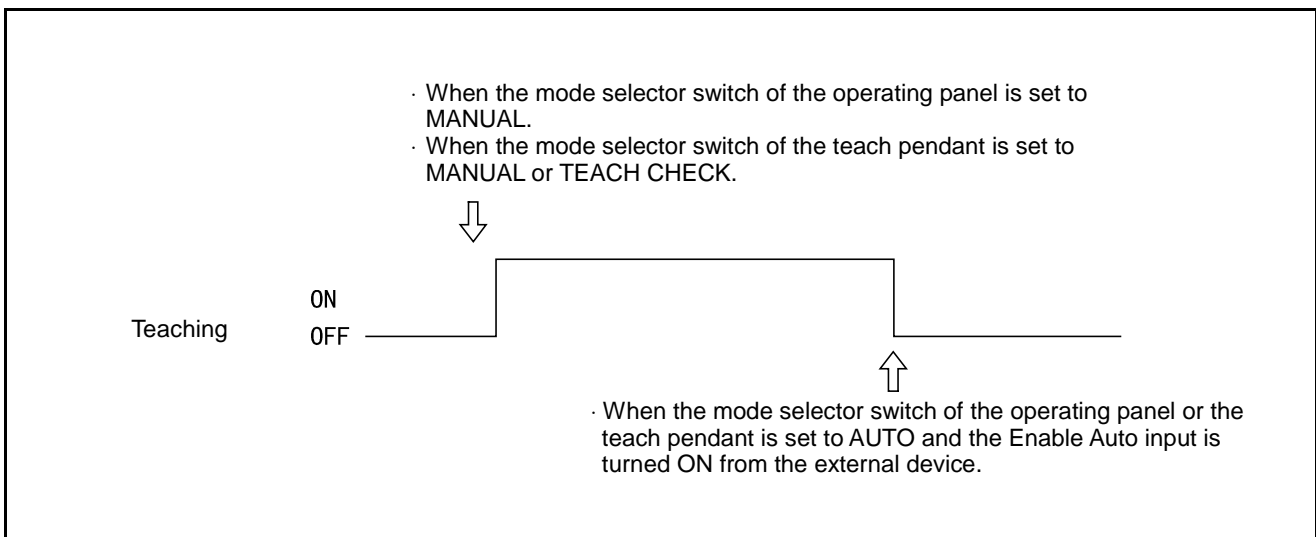 · When the mode selector switch of the operating panel is set to
MANUAL.
· When the mode selector switch of the teach pendant is set to
MANUAL or TEACH CHECK.
ON
Teaching
OFF
· When the mode selector switch of the operating panel or the
teach pendant is set to AUTO and the Enable Auto input is
turned ON from the external device.